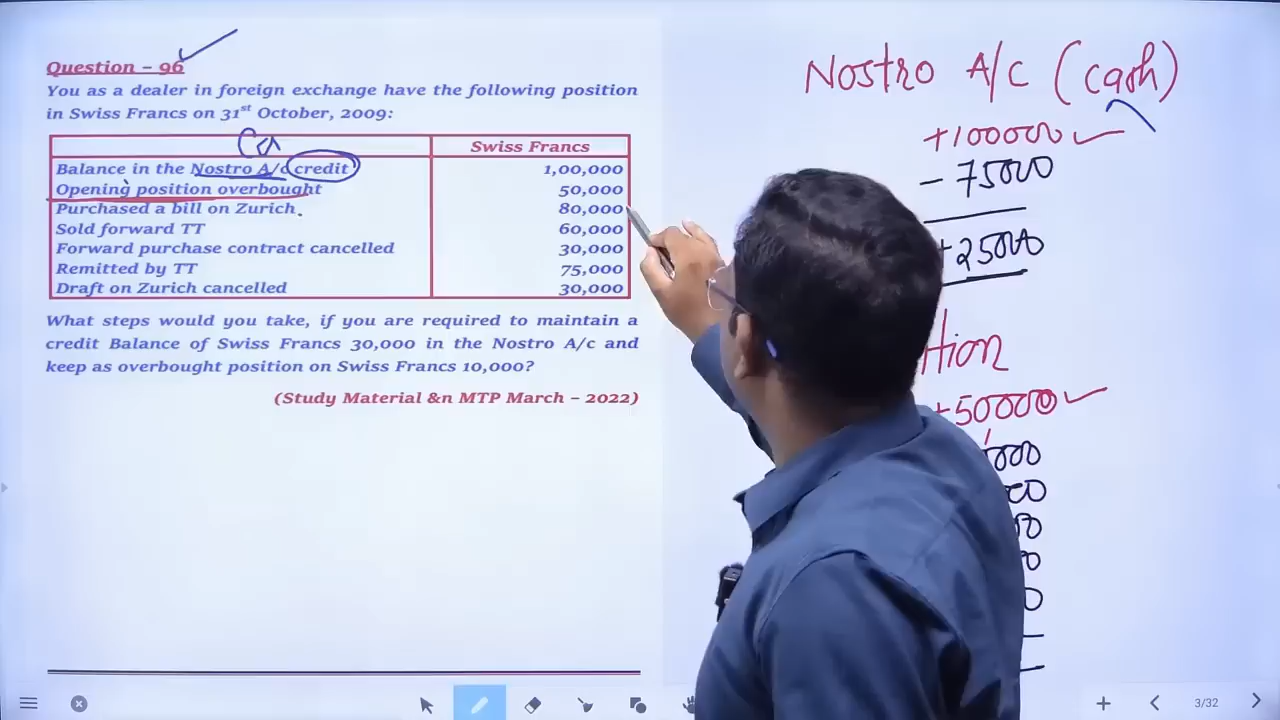 Question – 96
You as a dealer in foreign exchange have the following position
in Swiss Francs on 31st October, 2009:
Swiss Francs
Balance in the Nostro A/c credit 1,00,000
Opening position overbought 50,000
Purchased a bill on Zurich 80,000
Sold forward TT 60,000
Forward purchase contract cancelled 30,000
Remitted by TT 75,000
Draft on Zurich cancelled 30,000
What steps would you take, if you are required to maintain a
credit Balance of Swiss Francs 30,000 in the Nostro A/c and
keep as overbought position on Swiss Francs 10,000?
(Study Material &n MTP March – 2022)
Nostro A/C (cash)
+100000
- 75000
+25000
tion
+50000
3/32